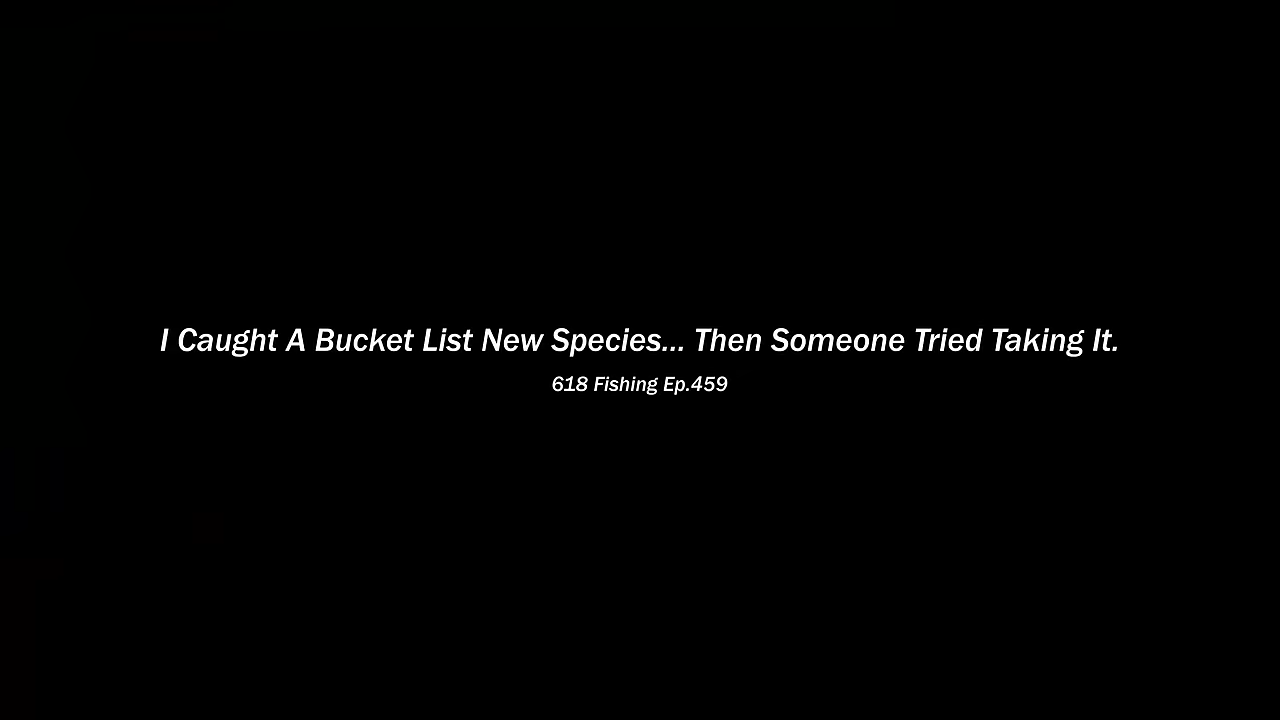 I Caught A Bucket List New Species... Then Someone Tried Taking It.
618 Fishing Ep.459